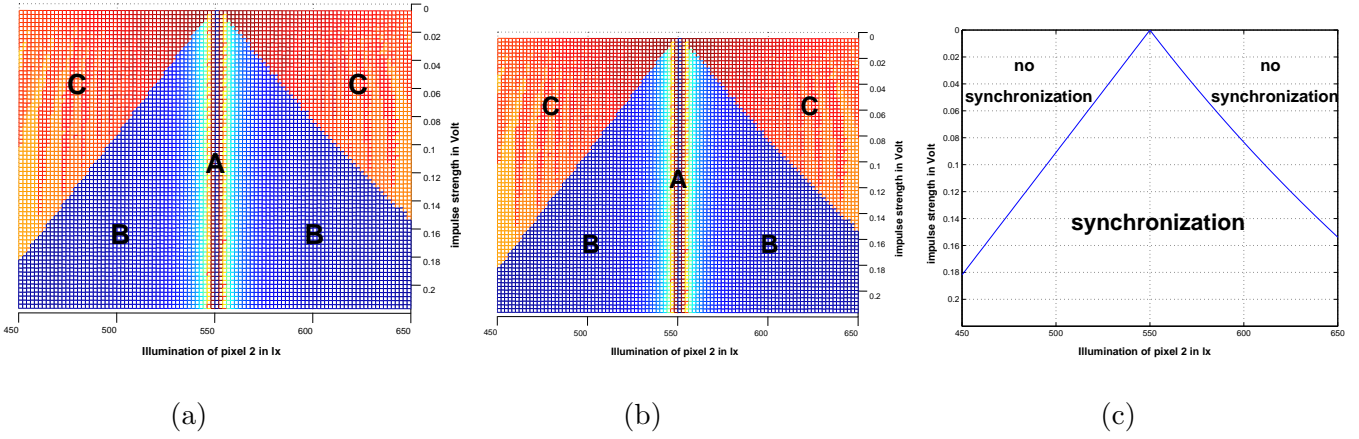 C
C
A
B
B
0
0.02
0.04
0.06
0.08
0.1
0.12
0.14
0.16
0.18
0.2
impulse strength in Volt
450
500
550
600
650
Illumination of pixel 2 in lx
(a)
C
C
A
B
B
0
0.02
0.04
0.06
0.08
0.1
0.12
0.14
0.16
0.18
0.2
impulse strength in Volt
450
500
550
600
650
Illumination of pixel 2 in lx
(b)
impulse strength in Volt
0
0.02
0.04
0.06
0.08
0.1
0.12
0.14
0.16
0.18
0.2
no
synchronization
no
synchronization
synchronization
450
500
550
600
650
Illumination of pixel 2 in lx
(c)